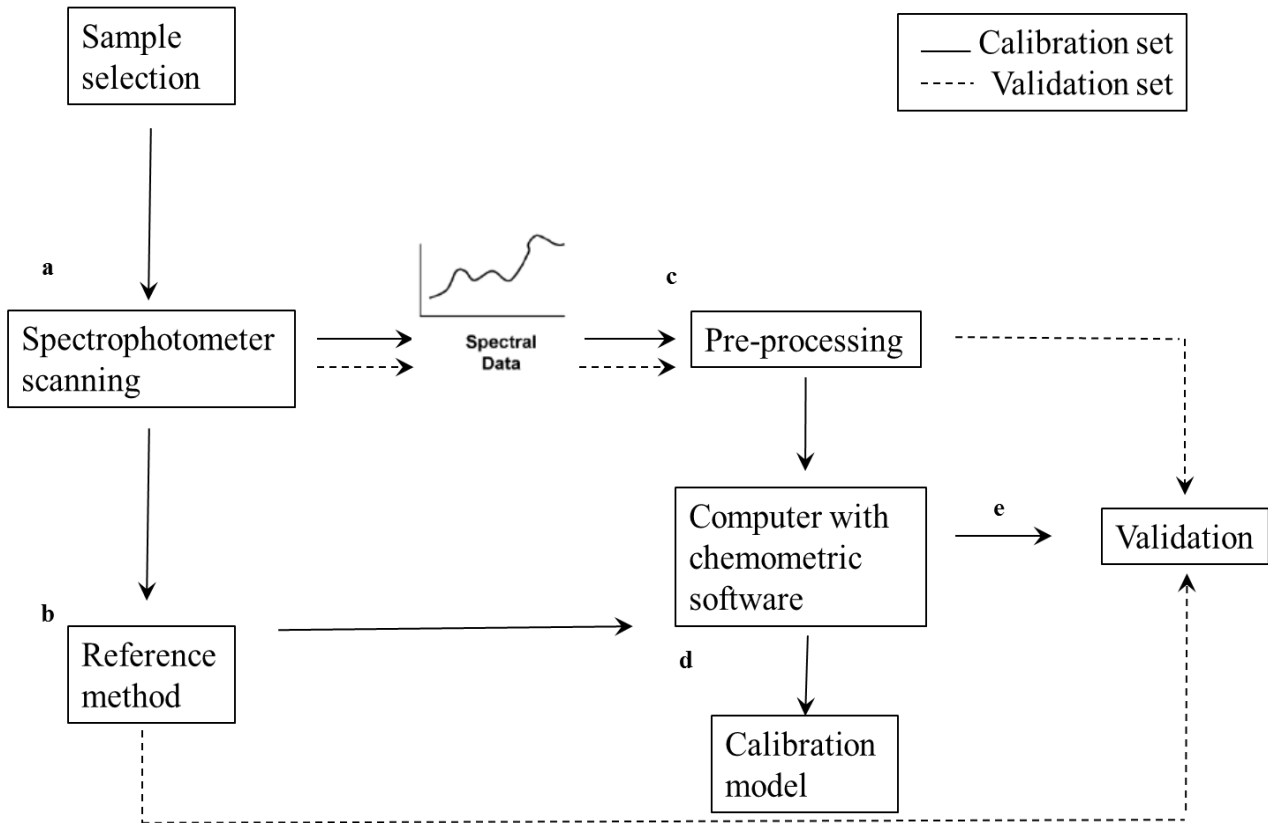 Sample
selection
Calibration set
Validation set
a
Spectrophotometer
scanning
Spectral
Data
c
Pre-processing
Computer with
chemometric
software
e
Validation
b
Reference
method
d
Calibration
model